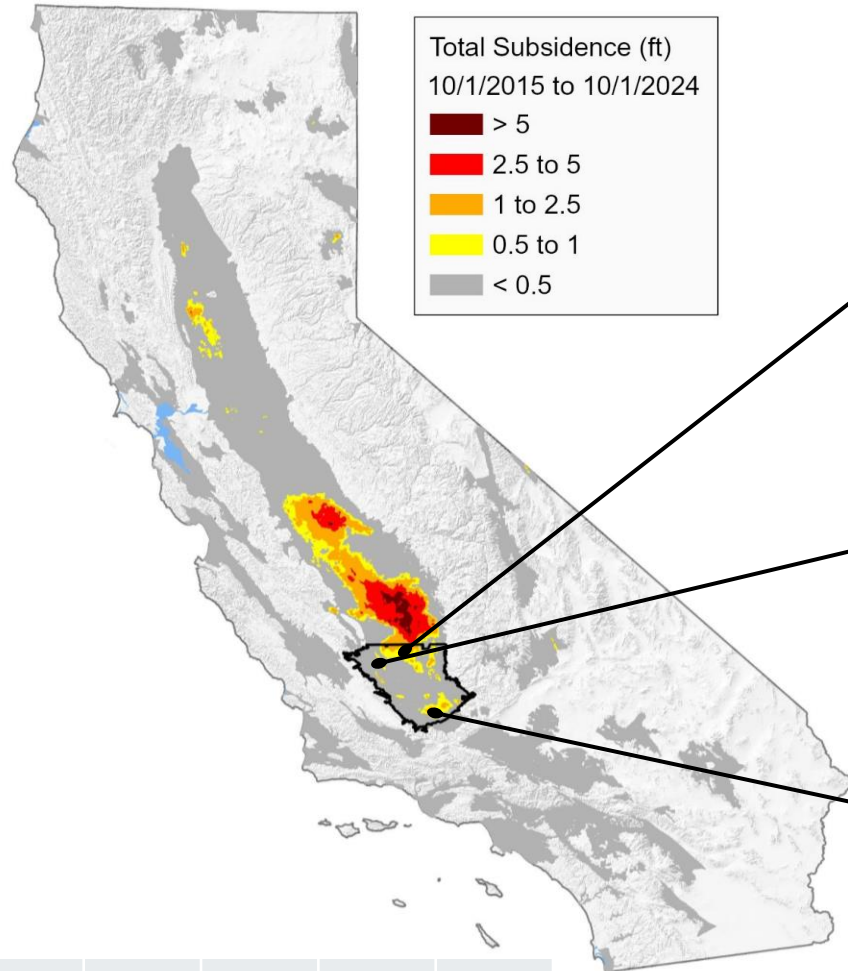 Total Subsidence (ft)
10/1/2015 to 10/1/2024
> 5
2.5 to 5
1 to 2.5
0.5 to 1
< 0.5